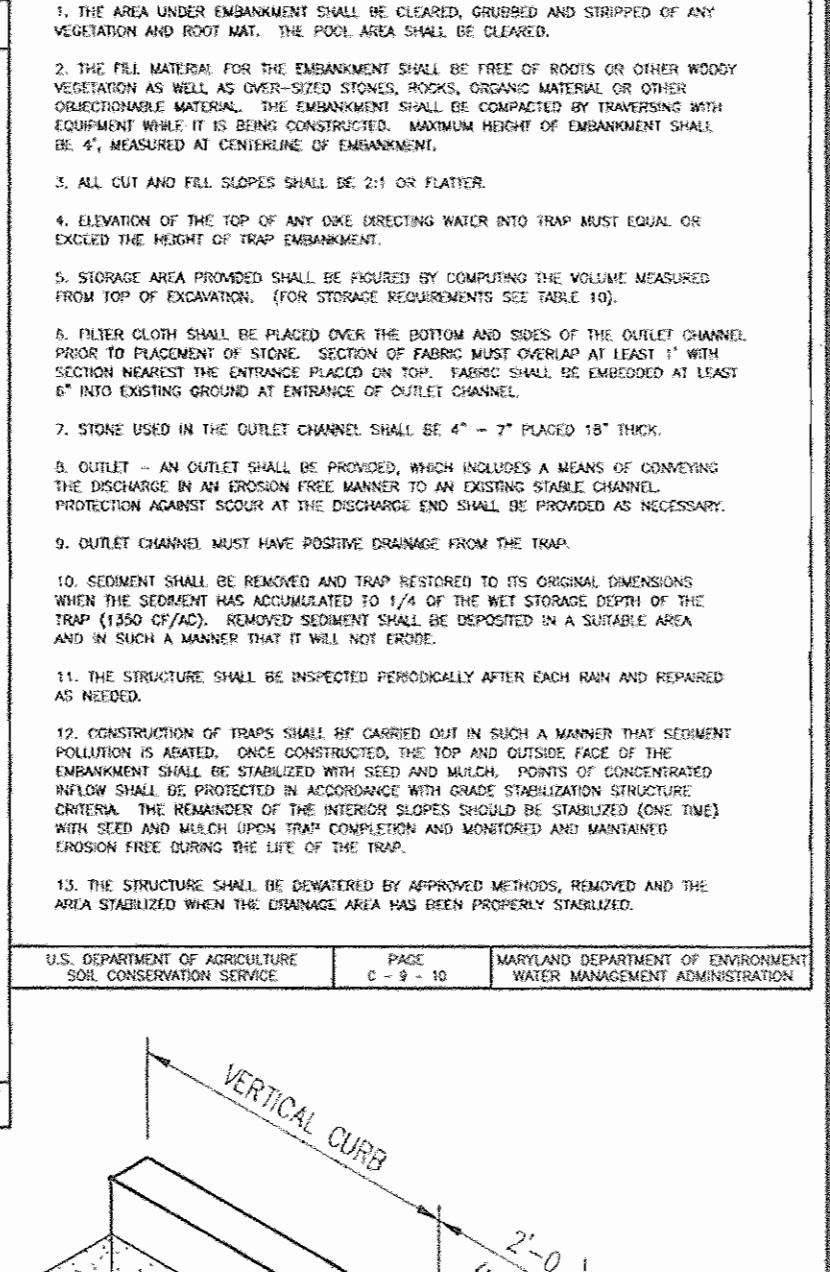 1. THE AREA UNDER EMBANKMENT SHALL BE CLEARED, GRUBBED AND STRIPPED OF ANY
VEGETATION AND ROOT MAT. THE POOL AREA SHALL BE CLEARED.
2. THE FILL MATERIAL FOR THE EMBANKMENT SHALL BE FREE OF ROOTS OR OTHER WOODY
VEGETATION AS WELL AS OVER-SIZED STONES, ROCKS, ORGANIC MATERIAL OR OTHER
OBJECTIONABLE MATERIAL. THE EMBANKMENT SHALL BE COMPACTED BY TRAVERSING WITH
EQUIPMENT WHILE IT IS BEING CONSTRUCTED. MAXIMUM HEIGHT OF EMBANKMENT SHALL
BE 4', MEASURED AT CENTERLINE OF EMBANKMENT.
3. ALL CUT AND FILL SLOPES SHALL BE 2:1 OR FLATTER.
4. ELEVATION OF THE TOP OF ANY DIKE DIRECTING WATER INTO TRAP MUST EQUAL OR
EXCEED THE HEIGHT OF TRAP EMBANKMENT.
5. STORAGE AREA PROVIDED SHALL BE FIGURED BY COMPUTING THE VOLUME MEASURED
FROM TOP OF EXCAVATION. (FOR STORAGE REQUIREMENTS SEE TABLE 10).
6. FILTER CLOTH SHALL BE PLACED OVER THE BOTTOM AND SIDES OF THE OUTLET CHANNEL
PRIOR TO PLACEMENT OF STONE. SECTION OF FABRIC MUST OVERLAP AT LEAST 1' WITH
SECTION NEAREST THE ENTRANCE PLACED ON TOP. FABRIC SHALL BE EMBEDDED AT LEAST
6" INTO EXISTING GROUND AT ENTRANCE OF OUTLET CHANNEL.
7. STONE USED IN THE OUTLET CHANNEL SHALL BE 4" - 7" PLACED 18" THICK.
8. OUTLET - AN OUTLET SHALL BE PROVIDED, WHICH INCLUDES A MEANS OF CONVEYING
THE DISCHARGE IN AN EROSION FREE MANNER TO AN EXISTING STABLE CHANNEL.
PROTECTION AGAINST SCOUR AT THE DISCHARGE END SHALL BE PROVIDED AS NECESSARY.
9. OUTLET CHANNEL MUST HAVE POSITIVE DRAINAGE FROM THE TRAP.
10. SEDIMENT SHALL BE REMOVED AND TRAP RESTORED TO ITS ORIGINAL DIMENSIONS
WHEN THE SEDIMENT HAS ACCUMULATED TO 1/4 OF THE WET STORAGE DEPTH OF THE
TRAP (1350 CF/AC). REMOVED SEDIMENT SHALL BE DEPOSITED IN A SUITABLE AREA
AND IN SUCH A MANNER THAT IT WILL NOT ERODE.
11. THE STRUCTURE SHALL BE INSPECTED PERIODICALLY AFTER EACH RAIN AND REPAIRED
AS NEEDED.
12. CONSTRUCTION OF TRAPS SHALL BE CARRIED OUT IN SUCH A MANNER THAT SEDIMENT
POLLUTION IS ABATED. ONCE CONSTRUCTED, THE TOP AND OUTSIDE FACE OF THE
EMBANKMENT SHALL BE STABILIZED WITH SEED AND MULCH. POINTS OF CONCENTRATED
INFLOW SHALL BE PROTECTED IN ACCORDANCE WITH GRADE STABILIZATION STRUCTURE
CRITERIA. THE REMAINDER OF THE INTERIOR SLOPES SHOULD BE STABILIZED (ONE TIME)
WITH SEED AND MULCH UPON TRAP COMPLETION AND MONITORED AND MAINTAINED
EROSION FREE DURING THE LIFE OF THE TRAP.
13. THE STRUCTURE SHALL BE DEWATERED BY APPROVED METHODS, REMOVED AND THE
AREA STABILIZED WHEN THE DRAINAGE AREA HAS BEEN PROPERLY STABILIZED.
U.S. DEPARTMENT OF AGRICULTURE
SOIL CONSERVATION SERVICE
PAGE
C - 9 - 10
MARYLAND DEPARTMENT OF ENVIRONMENT
WATER MANAGEMENT ADMINISTRATION
VERTICAL CURB
2'-0